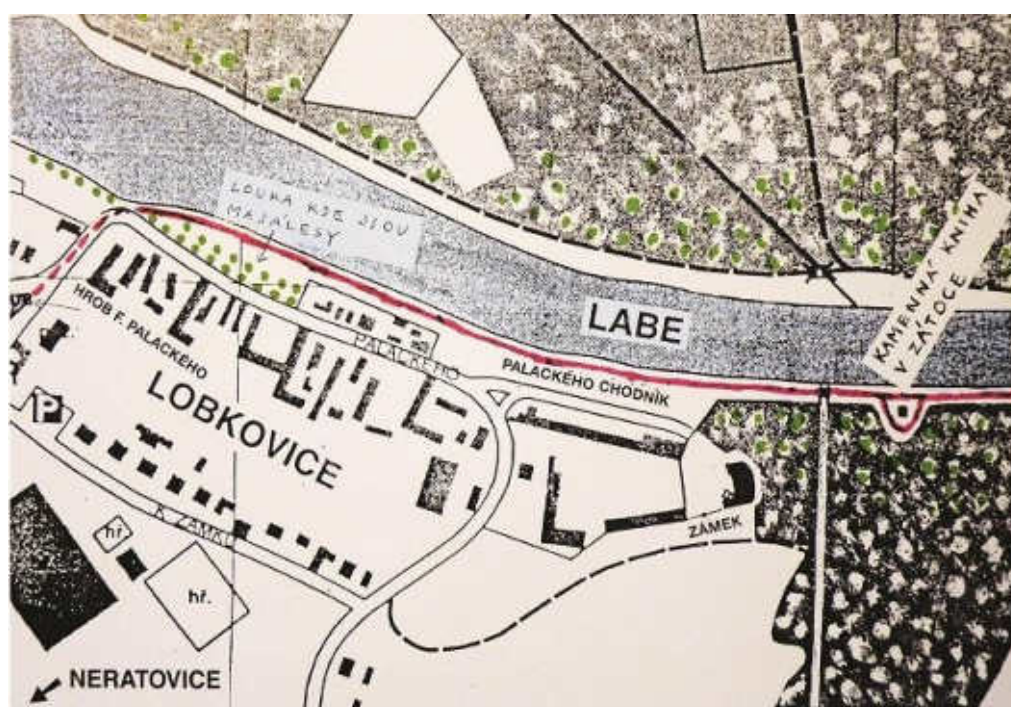 LOUKA KDE JSOU
MAJÁLESY
KAMENNÁ KNIHA
V ZÁTOCE
LABE
HROB F. PALACKÉHO
PALACKÉHO
PALACKÉHO CHODNÍK
LOBKOVICE
P
K ZÁMKU
ZÁMEK
hř.
hř.
NERATOVICE